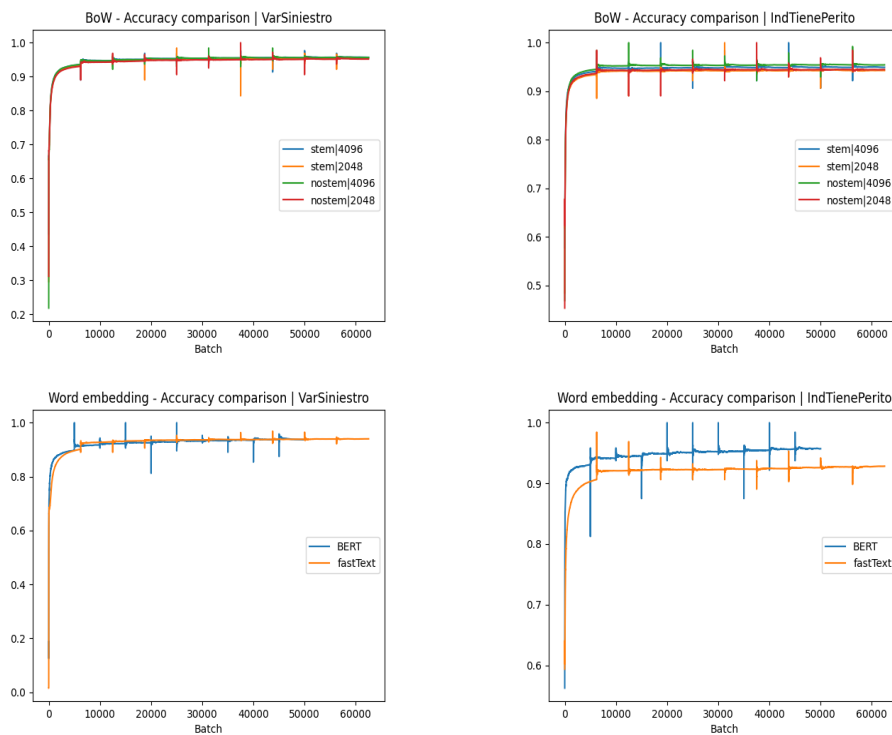 BoW - Accuracy comparison | VarSiniestro
1.0
0.9
0.8
0.7
0.6
0.5
0.4
0.3
0.2
stem|4096
stem|2048
nostem|4096
nostem|2048
0 10000 20000 30000 40000 50000 60000
Batch
BoW - Accuracy comparison | IndTienePerito
1.0
0.9
0.8
0.7
0.6
0.5
stem|4096
stem|2048
nostem|4096
nostem|2048
0 10000 20000 30000 40000 50000 60000
Batch
Word embedding - Accuracy comparison | VarSiniestro
1.0
0.8
0.6
0.4
0.2
0.0
BERT
fastText
0 10000 20000 30000 40000 50000 60000
Batch
Word embedding - Accuracy comparison | IndTienePerito
1.0
0.9
0.8
0.7
0.6
BERT
fastText
0 10000 20000 30000 40000 50000 60000
Batch